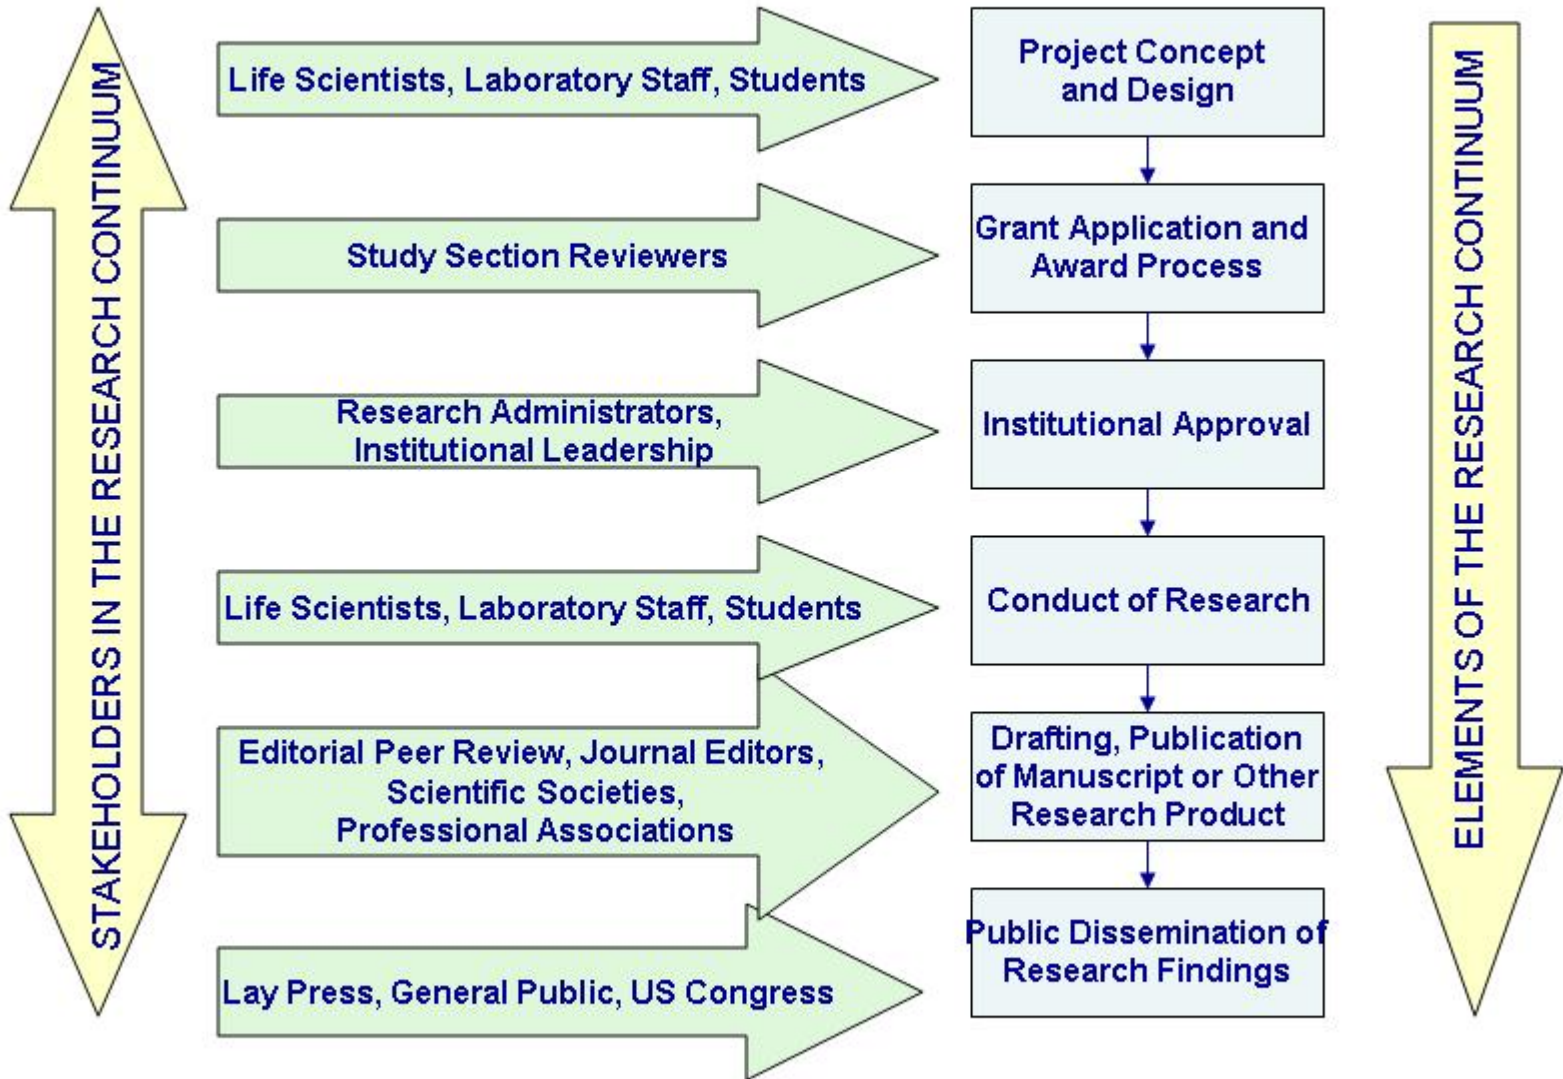 STAKEHOLDERS IN THE RESEARCH CONTINUUM
Life Scientists, Laboratory Staff, Students
Project Concept
and Design
Study Section Reviewers
Grant Application and
Award Process
Research Administrators,
Institutional Leadership
Institutional Approval
Life Scientists, Laboratory Staff, Students
Conduct of Research
Editorial Peer Review, Journal Editors,
Scientific Societies,
Professional Associations
Drafting, Publication
of Manuscript or Other
Research Product
Lay Press, General Public, US Congress
Public Dissemination of
Research Findings
ELEMENTS OF THE RESEARCH CONTINUUM